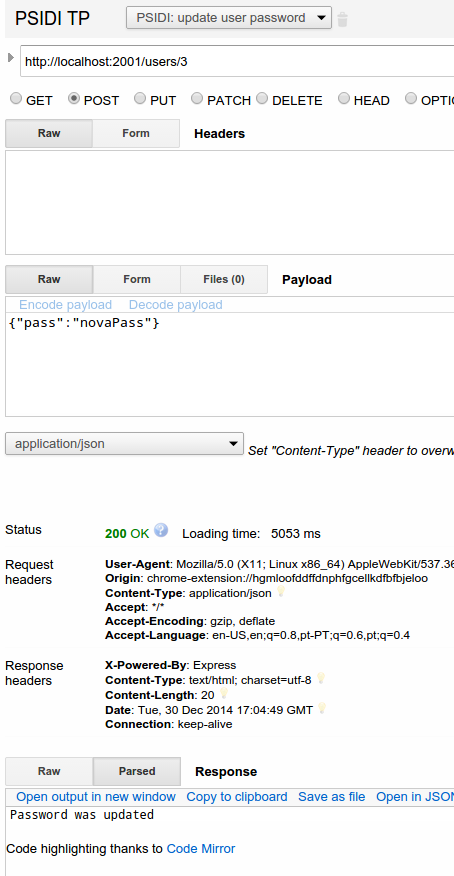 PSIDI TP
PSIDI: update user password
http://localhost:2001/users/3
GET POST PUT PATCH DELETE HEAD OPTIC
Raw Form Headers
Raw Form Files (0) Payload
Encode payload Decode payload
{"pass":"novaPass"}
application/json
Set "Content-Type" header to overw
Status 200 OK ? Loading time: 5053 ms
Request headers
User-Agent: Mozilla/5.0 (X11; Linux x86_64) AppleWebKit/537.36
Origin: chrome-extension://hgmloofddffdnphfgcellkdfbfbjeloo
Content-Type: application/json
Accept: */*
Accept-Encoding: gzip, deflate
Accept-Language: en-US,en;q=0.8,pt-PT;q=0.6,pt;q=0.4
Response headers
X-Powered-By: Express
Content-Type: text/html; charset=utf-8
Content-Length: 20
Date: Tue, 30 Dec 2014 17:04:49 GMT
Connection: keep-alive
Raw Parsed Response
Open output in new window Copy to clipboard Save as file Open in JSON
Password was updated
Code highlighting thanks to Code Mirror